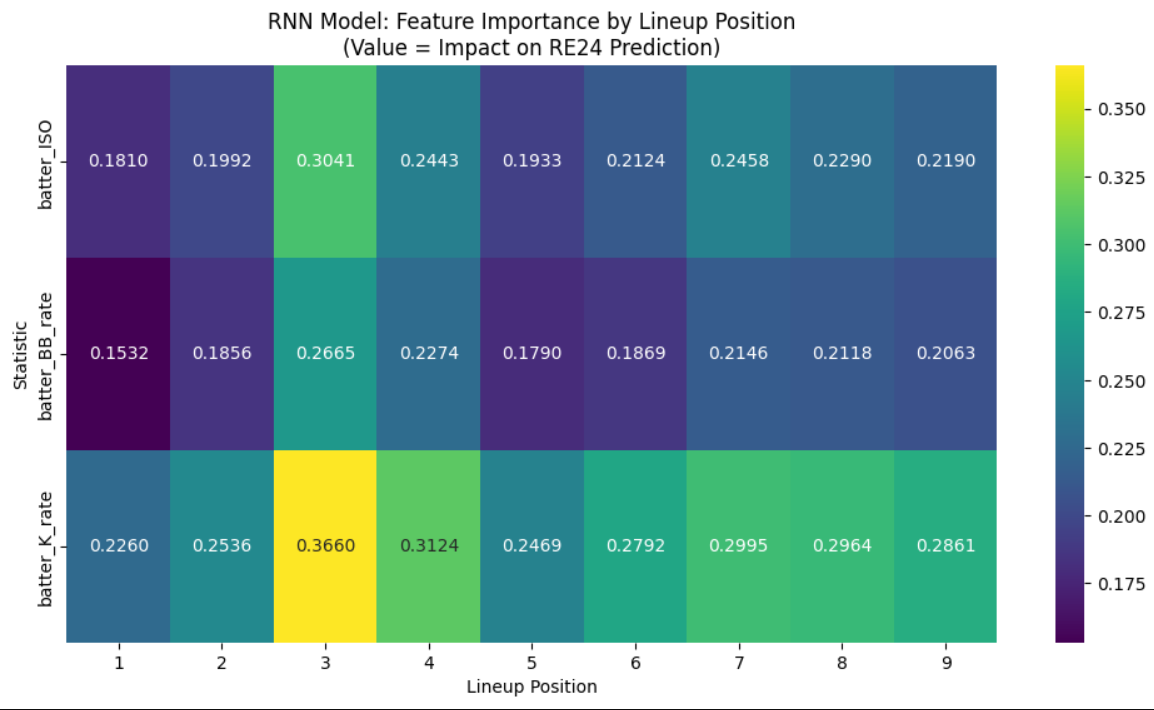 RNN Model: Feature Importance by Lineup Position
(Value = Impact on RE24 Prediction)
Statistic
batter_ISO
0.1810 0.1992 0.3041 0.2443 0.1933 0.2124 0.2458 0.2290 0.2190
batter_BB_rate
0.1532 0.1856 0.2665 0.2274 0.1790 0.1869 0.2146 0.2118 0.2063
batter_K_rate
0.2260 0.2536 0.3660 0.3124 0.2469 0.2792 0.2995 0.2964 0.2861
1 2 3 4 5 6 7 8 9
Lineup Position
0.350
0.325
0.300
0.275
0.250
0.225
0.200
0.175